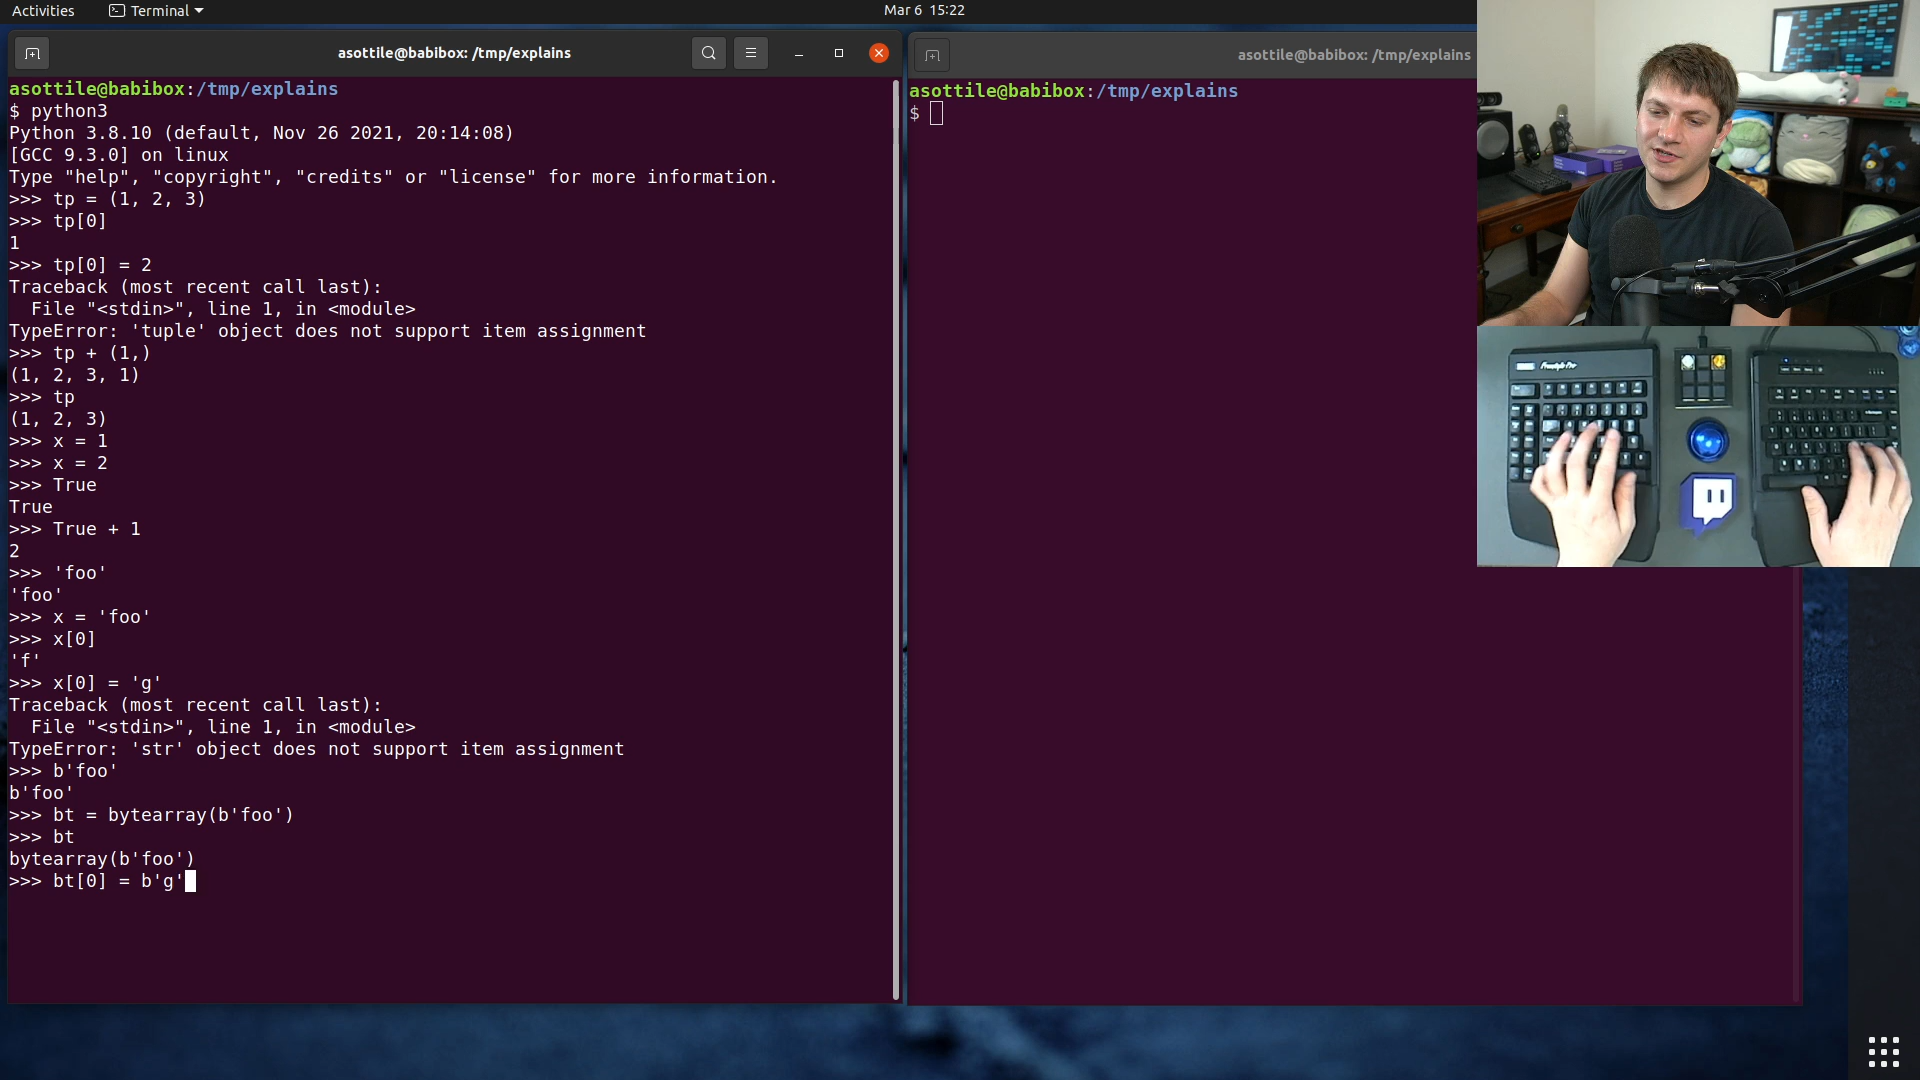 Activities
Terminal
Mar 6 15:22
asottile@babibox: /tmp/explains
asottile@babibox:/tmp/explains
$ python3
Python 3.8.10 (default, Nov 26 2021, 20:14:08)
[GCC 9.3.0] on linux
Type "help", "copyright", "credits" or "license" for more information.
>>> tp = (1, 2, 3)
>>> tp[0]
1
>>> tp[0] = 2
Traceback (most recent call last):
  File "<stdin>", line 1, in <module>
TypeError: 'tuple' object does not support item assignment
>>> tp + (1,)
(1, 2, 3, 1)
>>> tp
(1, 2, 3)
>>> x = 1
>>> x = 2
>>> True
True
>>> True + 1
2
>>> 'foo'
'foo'
>>> x = 'foo'
>>> x[0]
'f'
>>> x[0] = 'g'
Traceback (most recent call last):
  File "<stdin>", line 1, in <module>
TypeError: 'str' object does not support item assignment
>>> b'foo'
b'foo'
>>> bt = bytearray(b'foo')
>>> bt
bytearray(b'foo')
>>> bt[0] = b'g'
asottile@babibox: /tmp/explains
asottile@babibox:/tmp/explains
$
Freestyle Pro